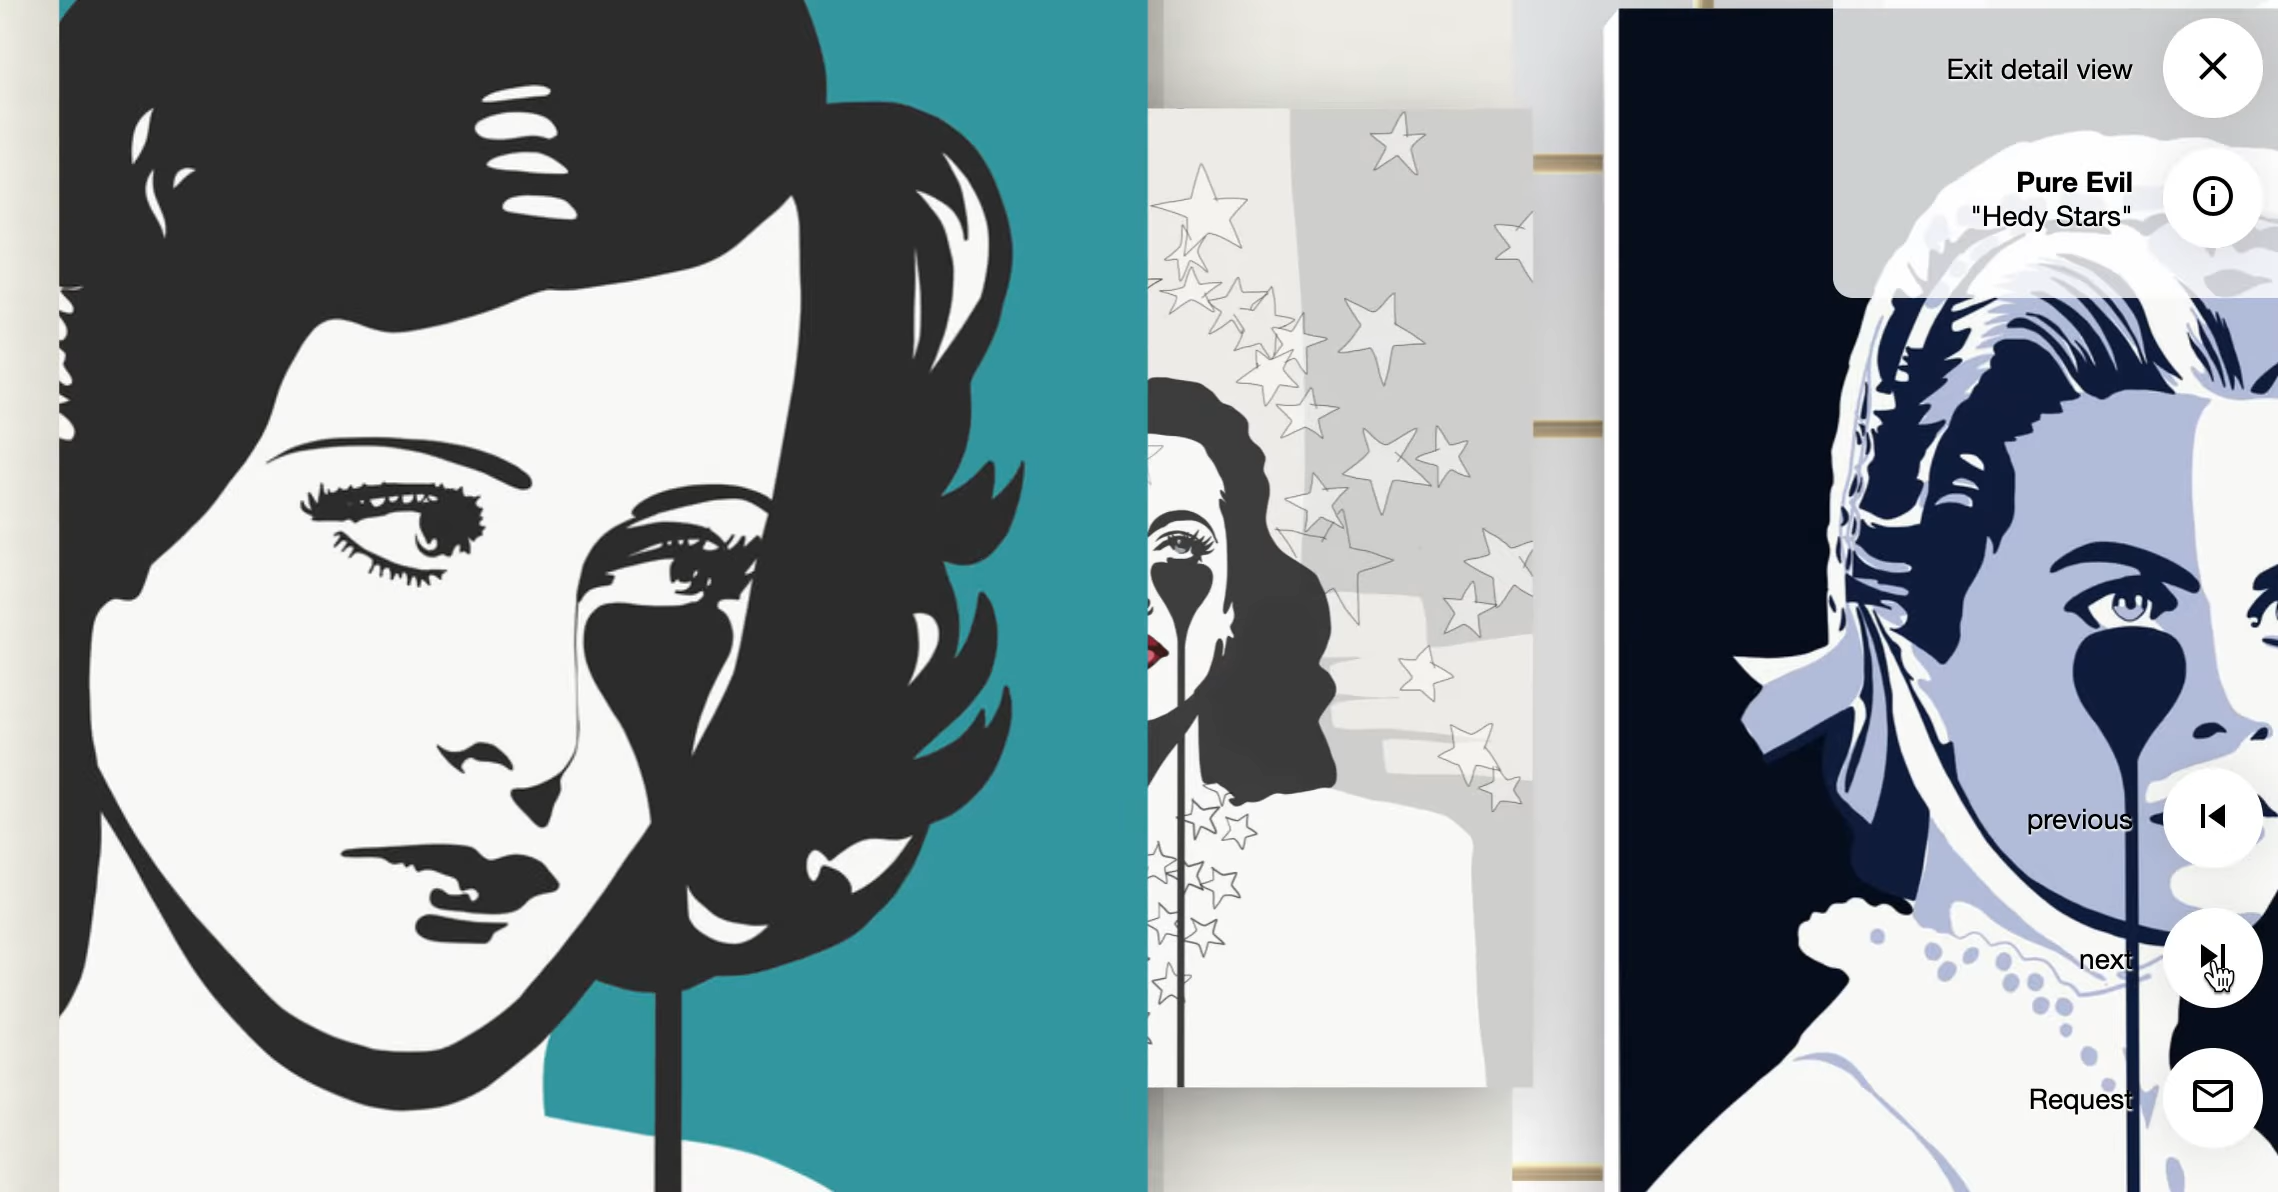 Exit detail view
Pure Evil
"Hedy Stars"
previous
next
Request